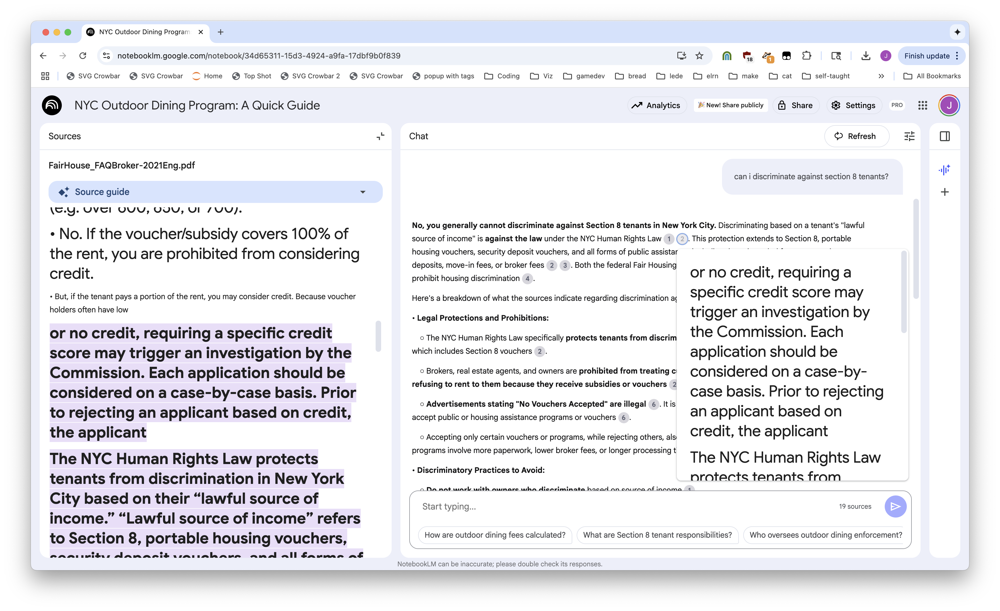 NYC Outdoor Dining Program
notebooklm.google.com/notebook/34d65311-15d3-4924-a9fa-17dbf9b0f839
18
1
J
Finish update
SVG Crowbar
SVG Crowbar
Home
Top Shot
SVG Crowbar 2
SVG Crowbar
popup with tags
Coding
Viz
gamedev
bread
lede
elrn
make
cat
self-taught
All Bookmarks
NYC Outdoor Dining Program: A Quick Guide
Analytics
New! Share publicly
Share
Settings
PRO
J
Sources
FairHouse_FAQBroker-2021Eng.pdf
Source guide
(e.g. over 600, 650, or 700).
• No. If the voucher/subsidy covers 100% of
the rent, you are prohibited from considering
credit.
• But, if the tenant pays a portion of the rent, you may consider credit. Because voucher
holders often have low
or no credit, requiring a specific credit
score may trigger an investigation by the
Commission. Each application should be
considered on a case-by-case basis. Prior
to rejecting an applicant based on credit,
the applicant
The NYC Human Rights Law protects
tenants from discrimination in New York
City based on their “lawful source of
income.” “Lawful source of income” refers
to Section 8, portable housing vouchers,
security deposit vouchers, and all forms of
Chat
Refresh
can i discriminate against section 8 tenants?
No, you generally cannot discriminate against Section 8 tenants in New York City. Discriminating based on a tenant's "lawful
source of income" is against the law under the NYC Human Rights Law 1 2. This protection extends to Section 8, portable
housing vouchers, security deposit vouchers, and all forms of public assistan
deposits, move-in fees, or broker fees 2 3. Both the federal Fair Housing
prohibit housing discrimination 4.
Here's a breakdown of what the sources indicate regarding discrimination ag
• Legal Protections and Prohibitions:
○ The NYC Human Rights Law specifically protects tenants from discrim
which includes Section 8 vouchers 2.
○ Brokers, real estate agents, and owners are prohibited from treating cu
refusing to rent to them because they receive subsidies or vouchers 2
○ Advertisements stating "No Vouchers Accepted" are illegal 6. It is
accept public or housing assistance programs or vouchers 6.
○ Accepting only certain vouchers or programs, while rejecting others, als
programs involve more paperwork, lower broker fees, or longer processing t
• Discriminatory Practices to Avoid:
○ Do not work with owners who discriminate based on source of income 1
or no credit, requiring a
specific credit score may
trigger an investigation by
the Commission. Each
application should be
considered on a case-by-
case basis. Prior to rejecting
an applicant based on
credit, the applicant
The NYC Human Rights Law
protects tenants from
Start typing...
19 sources
How are outdoor dining fees calculated?
What are Section 8 tenant responsibilities?
Who oversees outdoor dining enforcement?
NotebookLM can be inaccurate; please double check its responses.